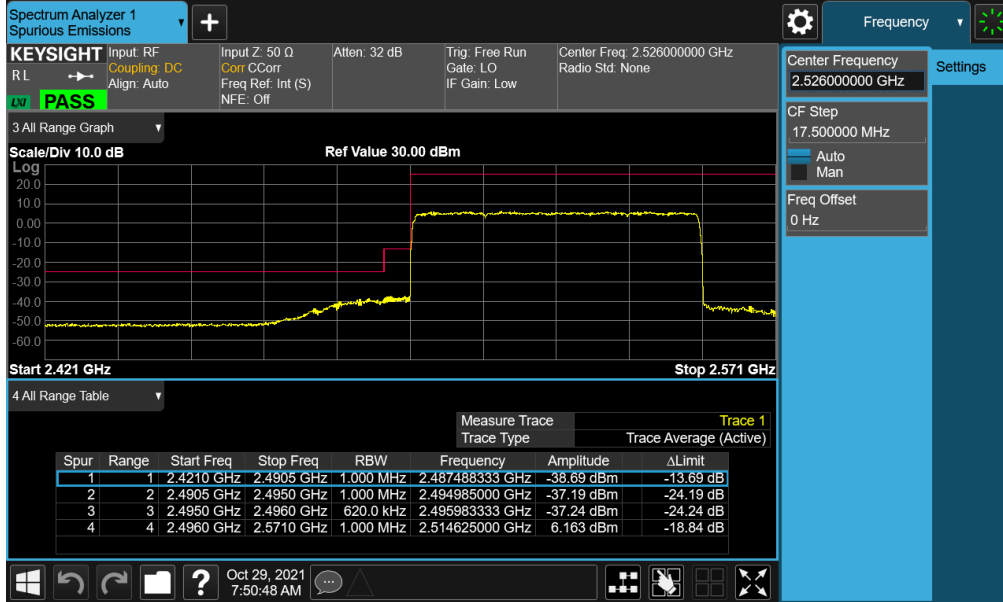 Spectrum Analyzer 1
Spurious Emissions
Frequency
KEYSIGHT
RL
LXI
PASS
Input: RF
Coupling: DC
Align: Auto
Input Z: 50 Ω
Corr CCorr
Freq Ref: Int (S)
NFE: Off
Atten: 32 dB
Trig: Free Run
Gate: LO
IF Gain: Low
Center Freq: 2.526000000 GHz
Radio Std: None
Center Frequency
2.526000000 GHz
Settings
CF Step
17.500000 MHz
Auto
Man
Freq Offset
0 Hz
3 All Range Graph
Scale/Div 10.0 dB
Ref Value 30.00 dBm
Log
20.0
10.0
0.00
-10.0
-20.0
-30.0
-40.0
-50.0
-60.0
Start 2.421 GHz
Stop 2.571 GHz
4 All Range Table
Measure Trace Trace 1
Trace Type Trace Average (Active)
Spur Range Start Freq Stop Freq RBW Frequency Amplitude ΔLimit
1 1 2.4210 GHz 2.4905 GHz 1.000 MHz 2.487488333 GHz -38.69 dBm -13.69 dB
2 2 2.4905 GHz 2.4950 GHz 1.000 MHz 2.494985000 GHz -37.19 dBm -24.19 dB
3 3 2.4950 GHz 2.4960 GHz 620.0 kHz 2.495983333 GHz -37.24 dBm -24.24 dB
4 4 2.4960 GHz 2.5710 GHz 1.000 MHz 2.514625000 GHz 6.163 dBm -18.84 dB
?
Oct 29, 2021
7:50:48 AM